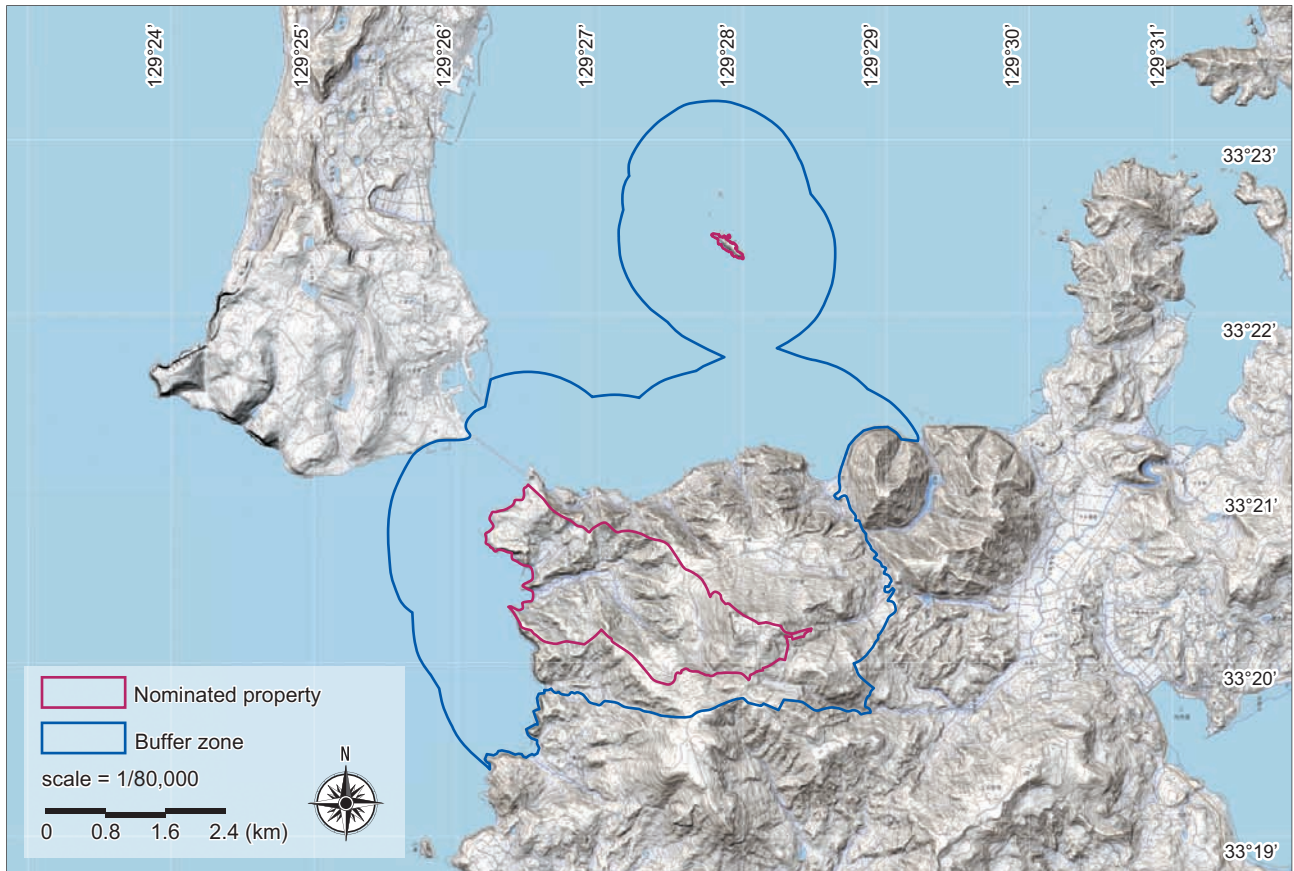 129°24’
129°25’
129°26’
129°27’
129°28’
129°29’
129°30’
129°31’
33°23’
33°22’
33°21’
33°20’
33°19’
Nominated property
Buffer zone
scale = 1/80,000
0 0.8 1.6 2.4 (km)
N